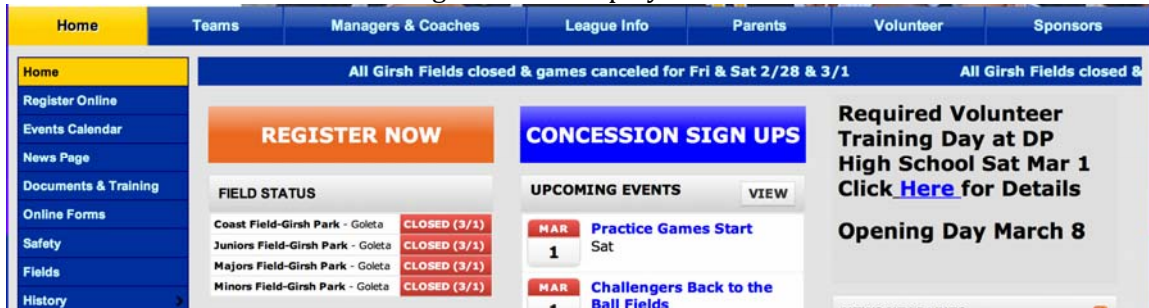 Home
Teams
Managers & Coaches
League Info
Parents
Volunteer
Sponsors
Home
Register Online
Events Calendar
News Page
Documents & Training
Online Forms
Safety
Fields
History
All Girsh Fields closed & games canceled for Fri & Sat 2/28 & 3/1
All Girsh Fields closed &
REGISTER NOW
FIELD STATUS
Coast Field-Girsh Park - Goleta CLOSED (3/1)
Juniors Field-Girsh Park - Goleta CLOSED (3/1)
Majors Field-Girsh Park - Goleta CLOSED (3/1)
Minors Field-Girsh Park - Goleta CLOSED (3/1)
CONCESSION SIGN UPS
UPCOMING EVENTS
VIEW
MAR
1
Practice Games Start
Sat
MAR
1
Challengers Back to the
Ball Fields
Required Volunteer
Training Day at DP
High School Sat Mar 1
Click Here for Details
Opening Day March 8